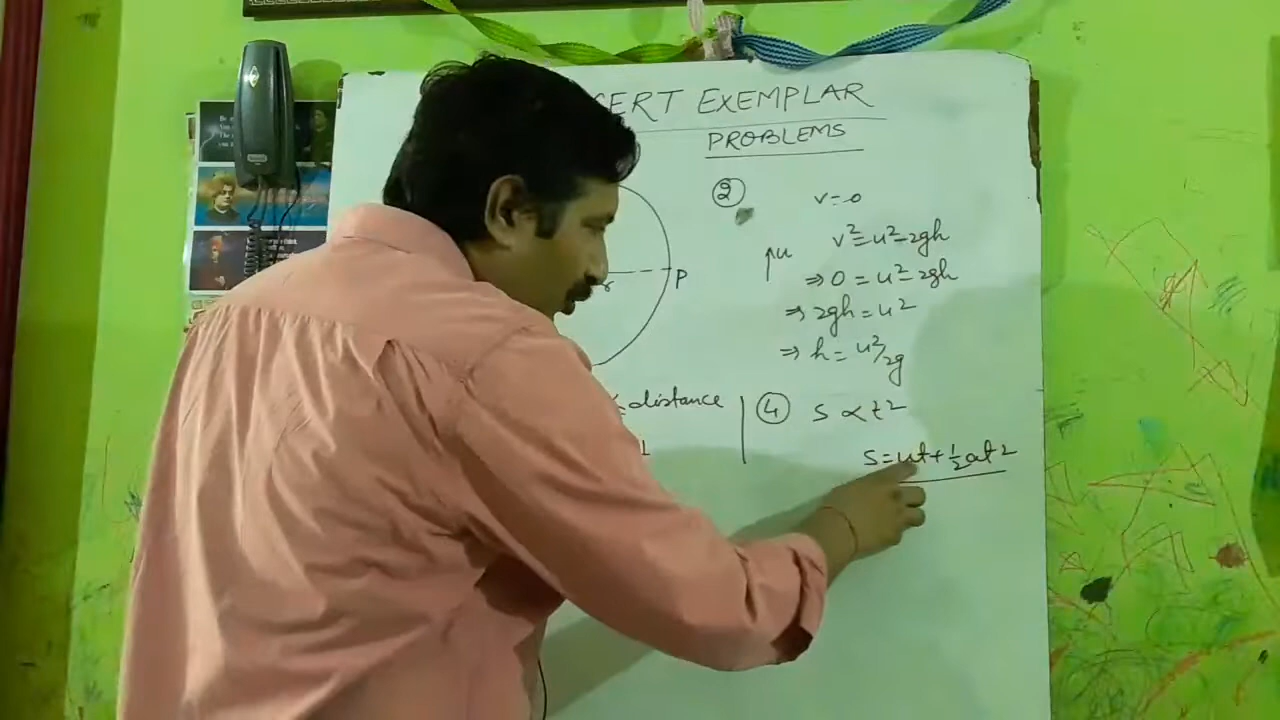 CERT EXEMPLAR
PROBLEMS
P
r
distance
② v=0
v²=u²-2gh
u
⇒ 0 = u²-2gh
⇒ 2gh = u²
⇒ h = u²/2g
④ S ∝ t²
S=ut+½at²